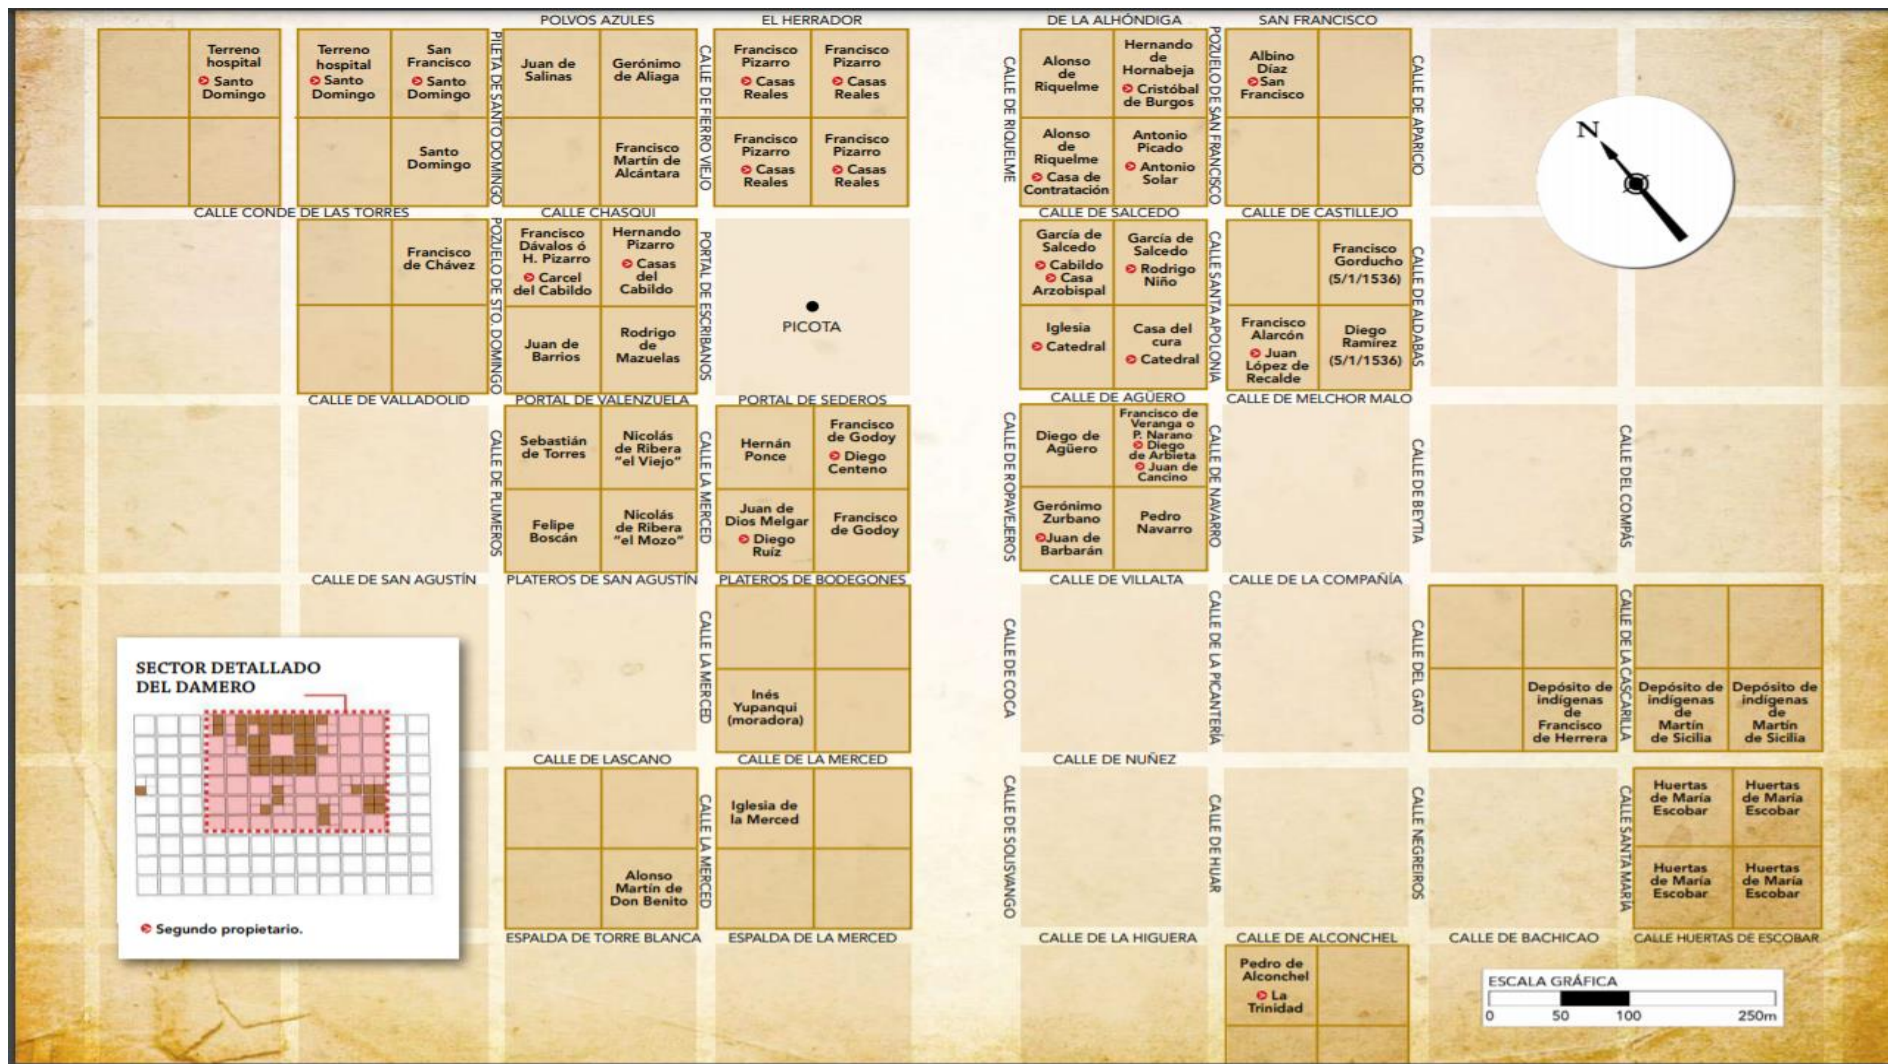 POLVOS AZULES
EL HERRADOR
DE LA ALHÓNDIGA
SAN FRANCISCO
Terreno
hospital
Santo
Domingo
Terreno
hospital
Santo
Domingo
San
Francisco
Santo
Domingo
PILETA DE SANTO DOMINGO
Juan de
Salinas
Gerónimo
de Aliaga
CALLE DE FIERRO VIEJO
Francisco
Pizarro
Casas
Reales
Francisco
Pizarro
Casas
Reales
CALLE DE RIQUELME
Alonso
de
Riquelme
Hernando
de
Hornabeja
Cristóbal
de Burgos
POZUELO DE SAN FRANCISCO
Albino
Díaz
San
Francisco
CALLE DE APARICIO
N
Santo
Domingo
Francisco
Martín de
Alcántara
Francisco
Pizarro
Casas
Reales
Francisco
Pizarro
Casas
Reales
Alonso
de
Riquelme
Casa de
Contratación
Antonio
Picado
Antonio
Solar
CALLE CONDE DE LAS TORRES
CALLE CHASQUI
CALLE DE SALCEDO
CALLE DE CASTILLEJO
Francisco
de Chávez
POZUELO DE STO. DOMINGO
Francisco
Dávalos ó
H. Pizarro
Carcel
del Cabildo
Hernando
Pizarro
Casas
del
Cabildo
PORTAL DE ESCRIBANOS
PICOTA
García de
Salcedo
Cabildo
Casa
Arzobispal
García de
Salcedo
Rodrigo
Niño
CALLE SANTA APOLONIA
Francisco
Gorducho
(5/1/1536)
CALLE DE ALDABAS
Juan de
Barrios
Rodrigo
de
Mazuelas
Iglesia
Catedral
Casa del
cura
Catedral
Francisco
Alarcón
Juan
López de
Recalde
Diego
Ramírez
(5/1/1536)
CALLE DE VALLADOLID
PORTAL DE VALENZUELA
PORTAL DE SEDEROS
CALLE DE AGÜERO
CALLE DE MELCHOR MALO
CALLE DE PLUMEROS
Sebastián
de Torres
Nicolás
de Ribera
"el Viejo"
CALLE LA MERCED
Hernán
Ponce
Francisco
de Godoy
Diego
Centeno
CALLE DE ROPAVEJEROS
Diego de
Agüero
Francisco de
Veranga o
P. Narano
Diego
de Arbieta
Juan de
Cancino
CALLE DE NAVARRO
CALLE DE BEYTIA
CALLE DEL COMPÁS
Felipe
Boscán
Nicolás
de Ribera
"el Mozo"
Juan de
Dios Melgar
Diego
Ruíz
Francisco
de Godoy
Gerónimo
Zurbano
Juan de
Barbarán
Pedro
Navarro
CALLE DE SAN AGUSTÍN
PLATEROS DE SAN AGUSTÍN
PLATEROS DE BODEGONES
CALLE DE VILLALTA
CALLE DE LA COMPAÑÍA
CALLE LA MERCED
Inés
Yupanqui
(moradora)
CALLE DE COCA
CALLE DE LA PICANTERÍA
CALLE DEL GATO
Depósito de
indígenas
de
Francisco
de Herrera
CALLE DE LA CASCARILLA
Depósito de
indígenas
de
Martín
de Sicilia
Depósito de
indígenas
de
Martín
de Sicilia
SECTOR DETALLADO
DEL DAMERO
Segundo propietario.
CALLE DE LASCANO
CALLE DE LA MERCED
CALLE DE NUÑEZ
CALLE LA MERCED
Iglesia de
la Merced
CALLE DE SOLISVANGO
CALLE DE HUAR
CALLE NEGREIROS
CALLE SANTA MARÍA
Huertas
de María
Escobar
Huertas
de María
Escobar
Alonso
Martín de
Don Benito
Huertas
de María
Escobar
Huertas
de María
Escobar
ESPALDA DE TORRE BLANCA
ESPALDA DE LA MERCED
CALLE DE LA HIGUERA
CALLE DE ALCONCHEL
CALLE DE BACHICAO
CALLE HUERTAS DE ESCOBAR
Pedro de
Alconchel
La
Trinidad
ESCALA GRÁFICA
0 50 100 250m